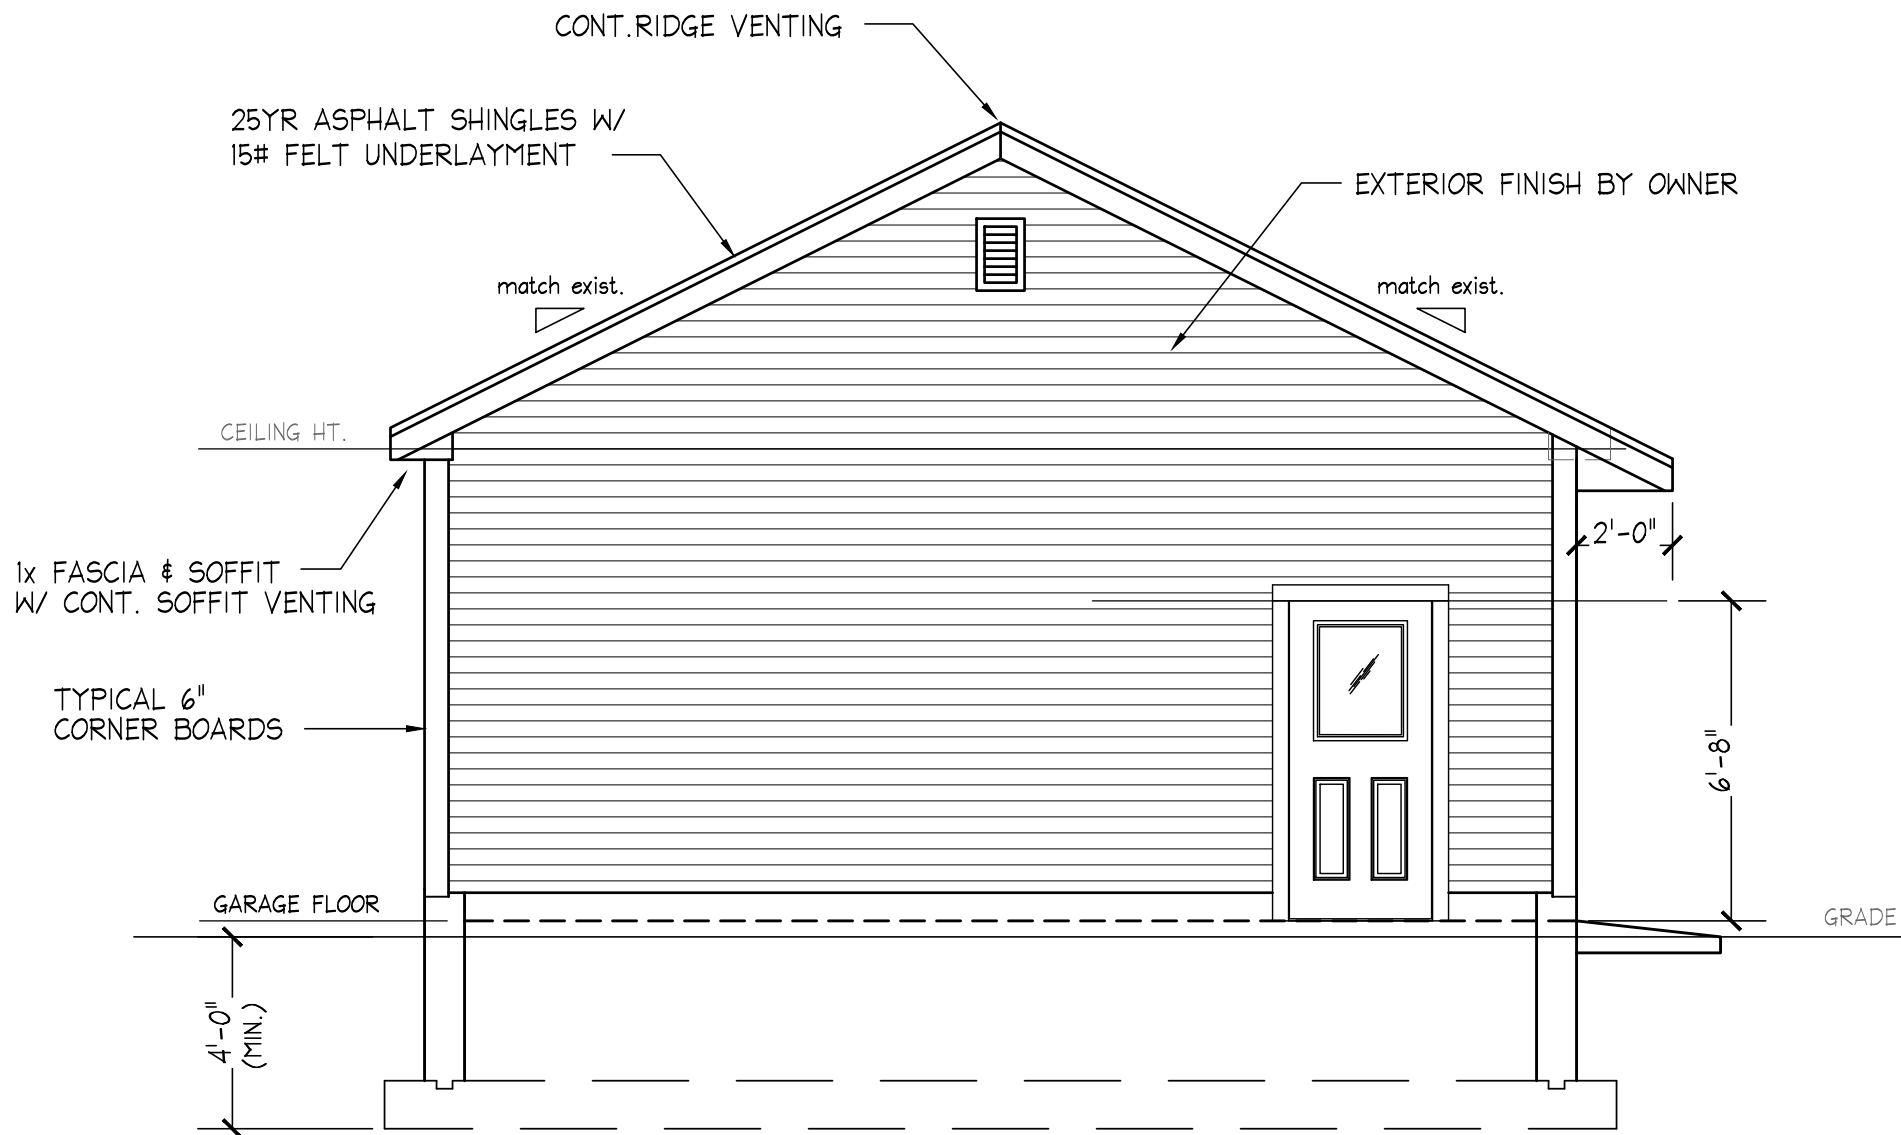 CONT.RIDGE VENTING
25YR ASPHALT SHINGLES W/
15# FELT UNDERLAYMENT
EXTERIOR FINISH BY OWNER
match exist.
match exist.
CEILING HT.
2'-0"
1x FASCIA & SOFFIT
W/ CONT. SOFFIT VENTING
TYPICAL 6"
CORNER BOARDS
6'-8"
GARAGE FLOOR
GRADE
4'-0"
(MIN.)